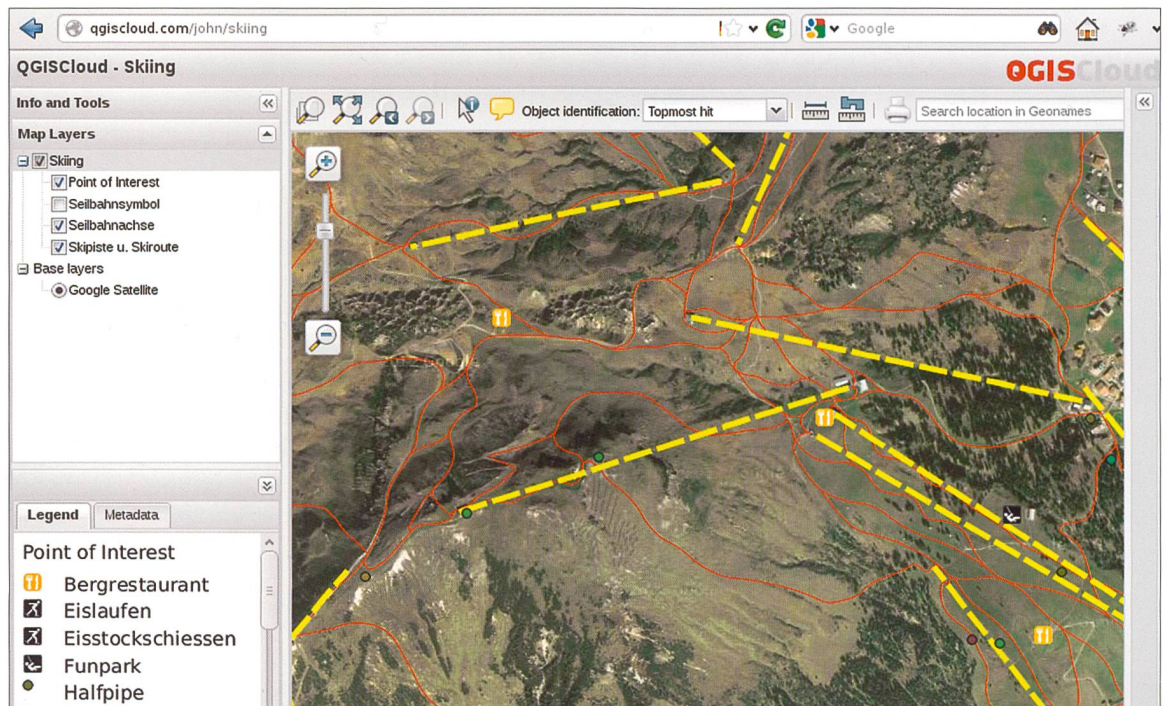 qgiscloud.com/john/skiing
Google
QGISCloud - Skiing
QGISCloud
Info and Tools
Object identification: Topmost hit
Search location in Geonames
Map Layers
Skiing
Point of Interest
Seilbahnsymbol
Seilbahnachse
Skipiste u. Skiroute
Base layers
Google Satellite
Legend Metadata
Point of Interest
Bergrestaurant
Eislaufen
Eisstockschiessen
Funpark
Halfpipe